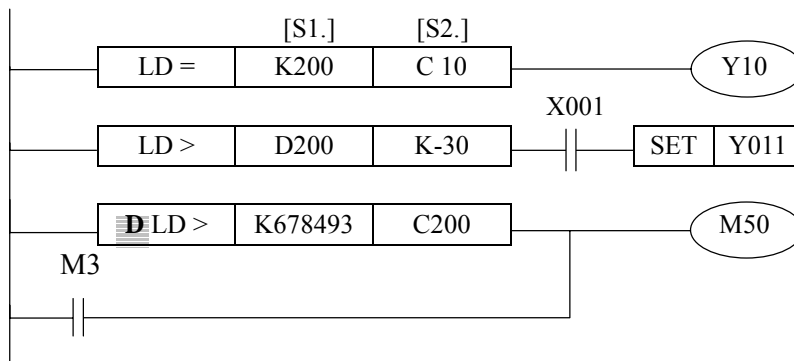 [S1.] [S2.]
LD = K200 C 10 Y10
X001
LD > D200 K-30 SET Y011
D LD > K678493 C200 M50
M3